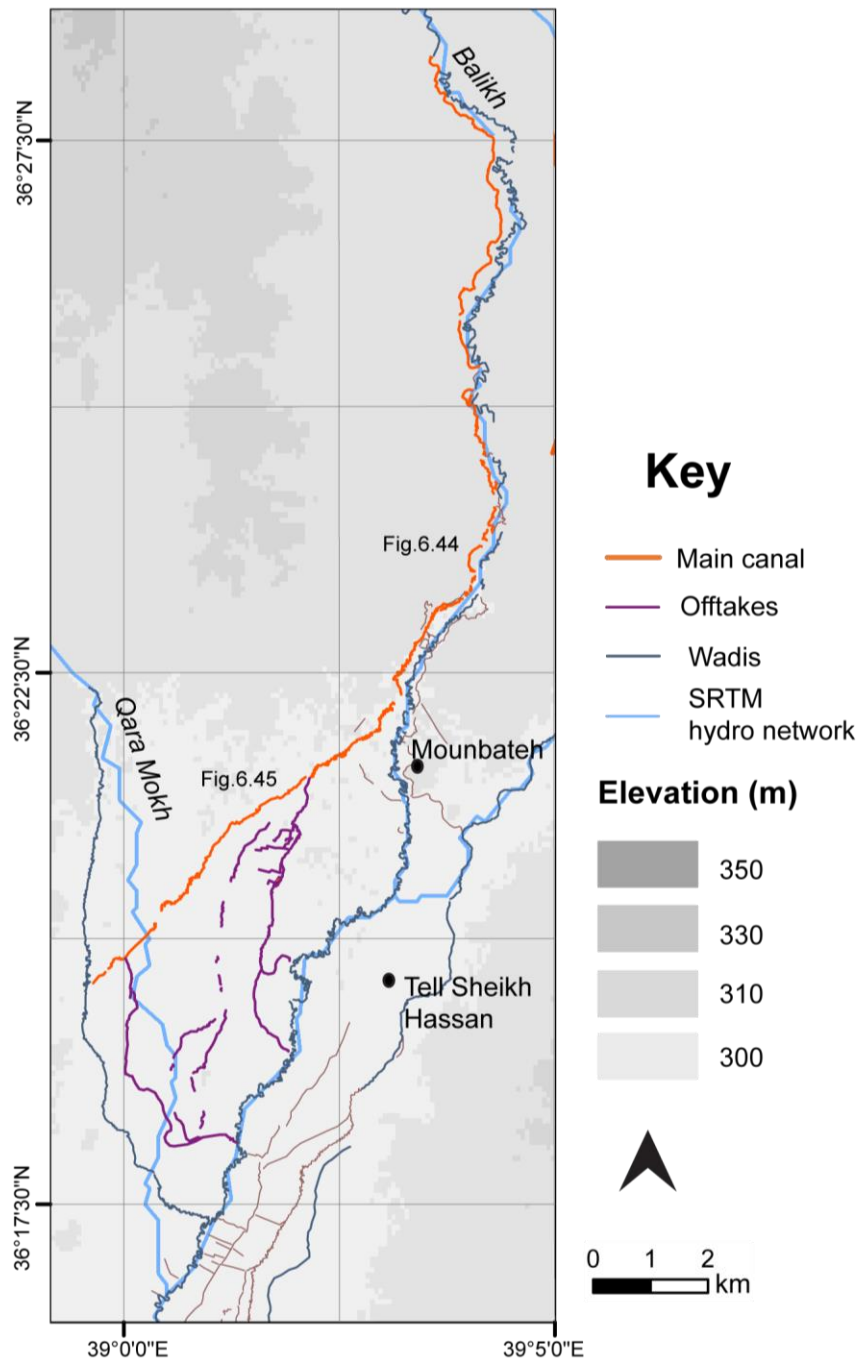 Balikh
36°27'30"N
Fig.6.44
36°22'30"N
Qara Mokh
Mounbateh
Fig.6.45
Tell Sheikh
Hassan
36°17'30"N
39°0'0"E
39°5'0"E
Key
Main canal
Offtakes
Wadis
SRTM
hydro network
Elevation (m)
350
330
310
300
0 1 2
km